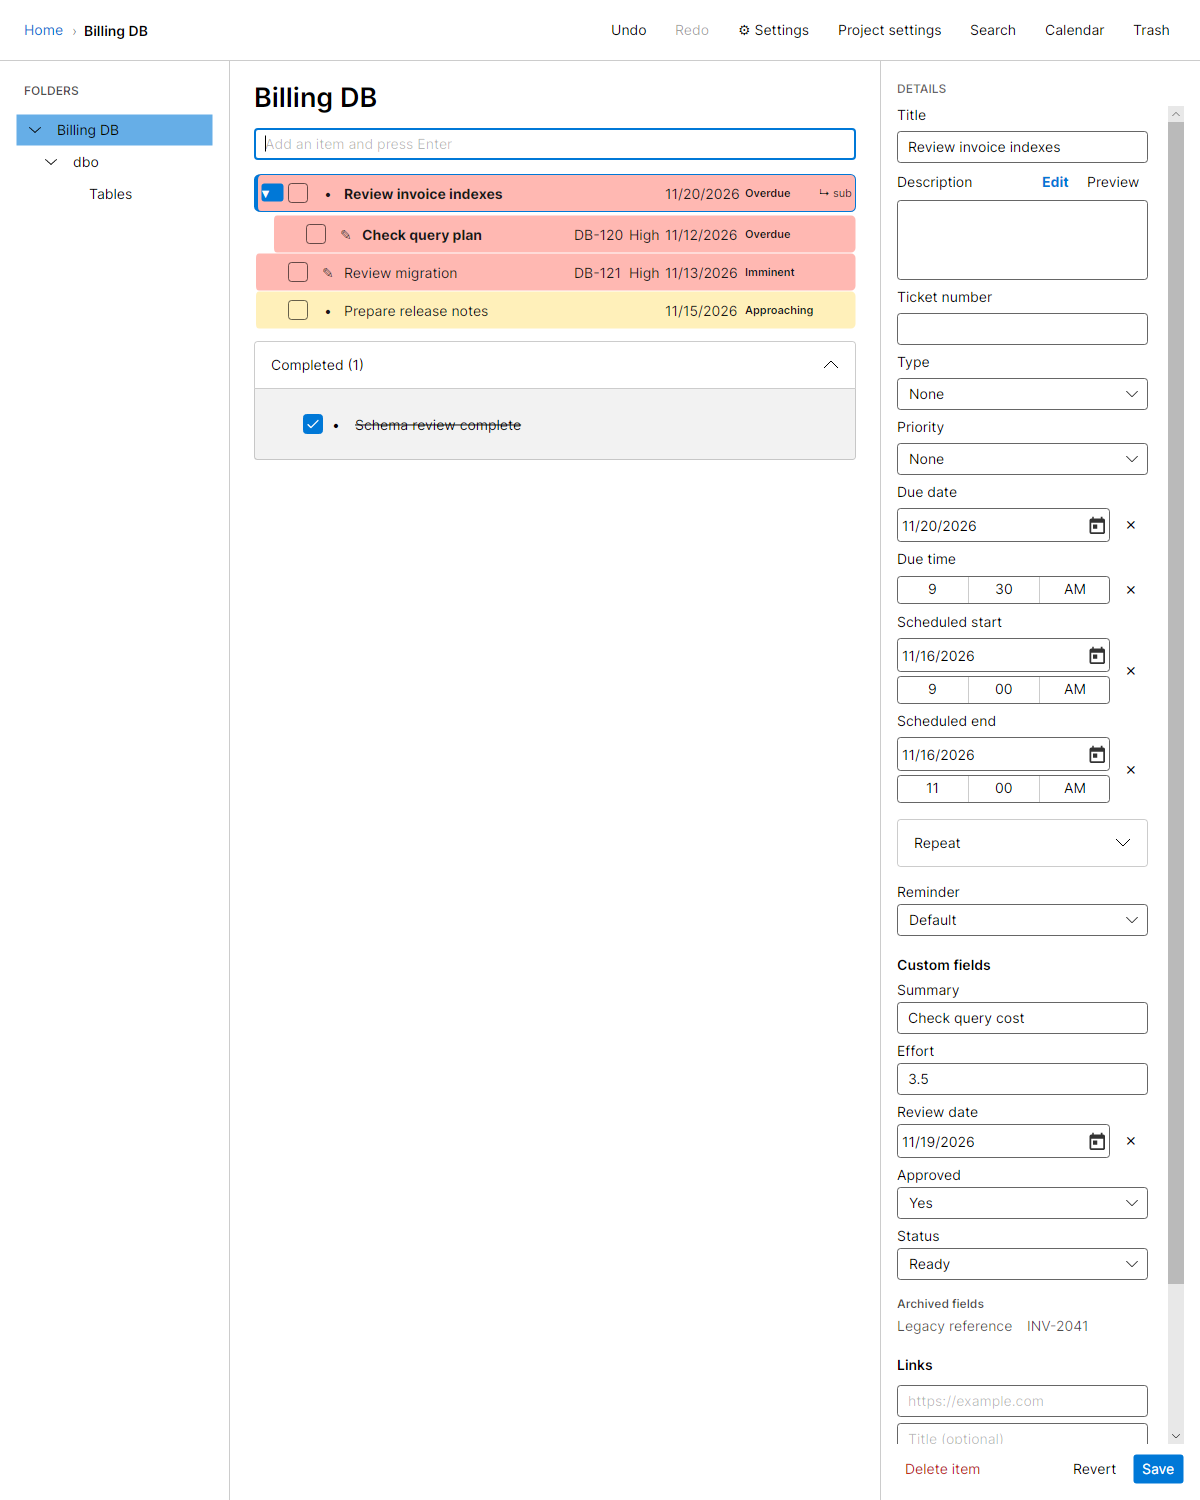 Home › Billing DB
Undo Redo ⚙ Settings Project settings Search Calendar Trash
FOLDERS
Billing DB
dbo
Tables
Billing DB
Add an item and press Enter
• Review invoice indexes 11/20/2026 Overdue ↳ sub
✎ Check query plan DB-120 High 11/12/2026 Overdue
✎ Review migration DB-121 High 11/13/2026 Imminent
• Prepare release notes 11/15/2026 Approaching
Completed (1)
• Schema review complete
DETAILS
Title
Review invoice indexes
Description Edit Preview
Ticket number
Type
None
Priority
None
Due date
11/20/2026 ×
Due time
9 30 AM ×
Scheduled start
11/16/2026 ×
9 00 AM
Scheduled end
11/16/2026 ×
11 00 AM
Repeat
Reminder
Default
Custom fields
Summary
Check query cost
Effort
3.5
Review date
11/19/2026 ×
Approved
Yes
Status
Ready
Archived fields
Legacy reference INV-2041
Links
https://example.com
Title (optional)
Delete item Revert Save